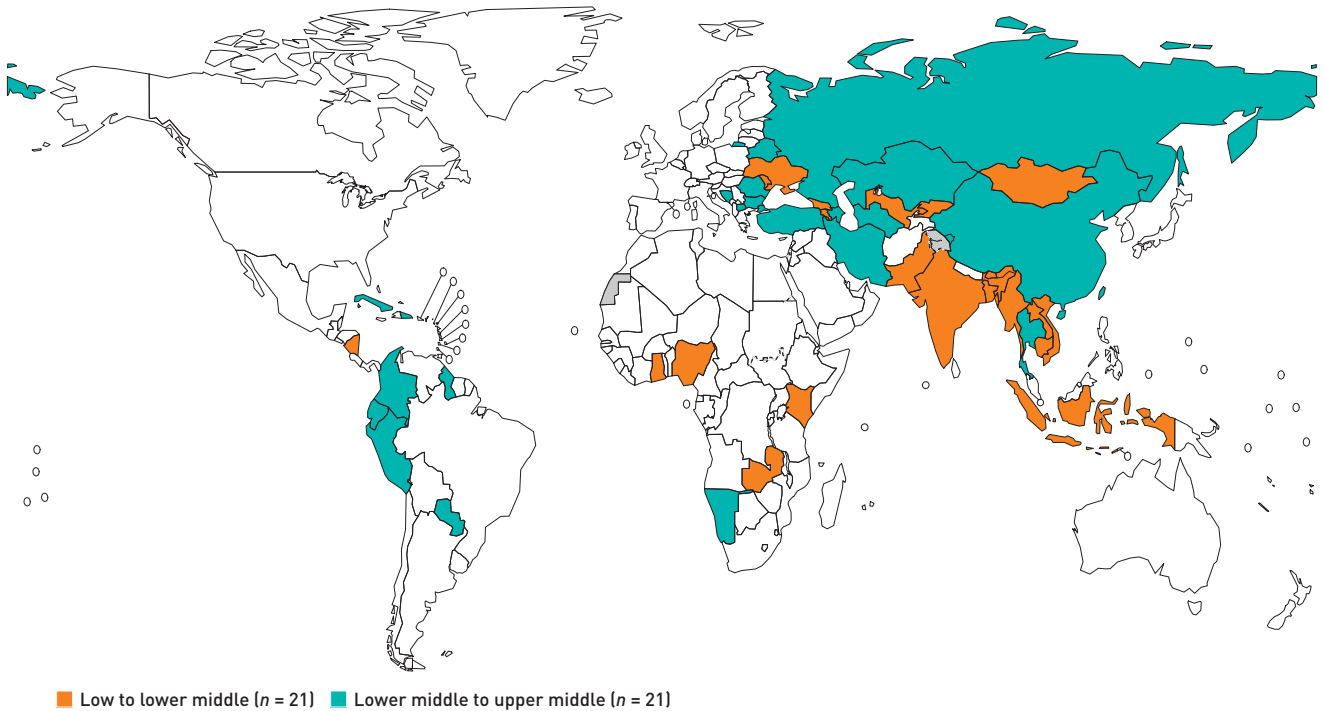 Low to lower middle (n = 21) Lower middle to upper middle (n = 21)